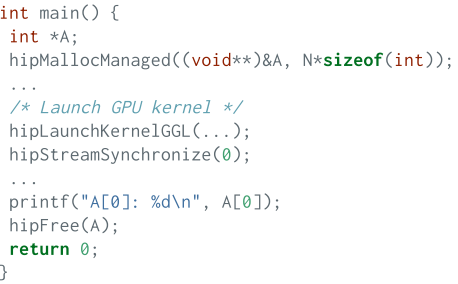 int main() {
int *A;
hipMallocManaged((void**)&A, N*sizeof(int));
...
/* Launch GPU kernel */
hipLaunchKernelGGL(...);
hipStreamSynchronize(0);
...
printf("A[0]: %d\n", A[0]);
hipFree(A);
return 0;
}